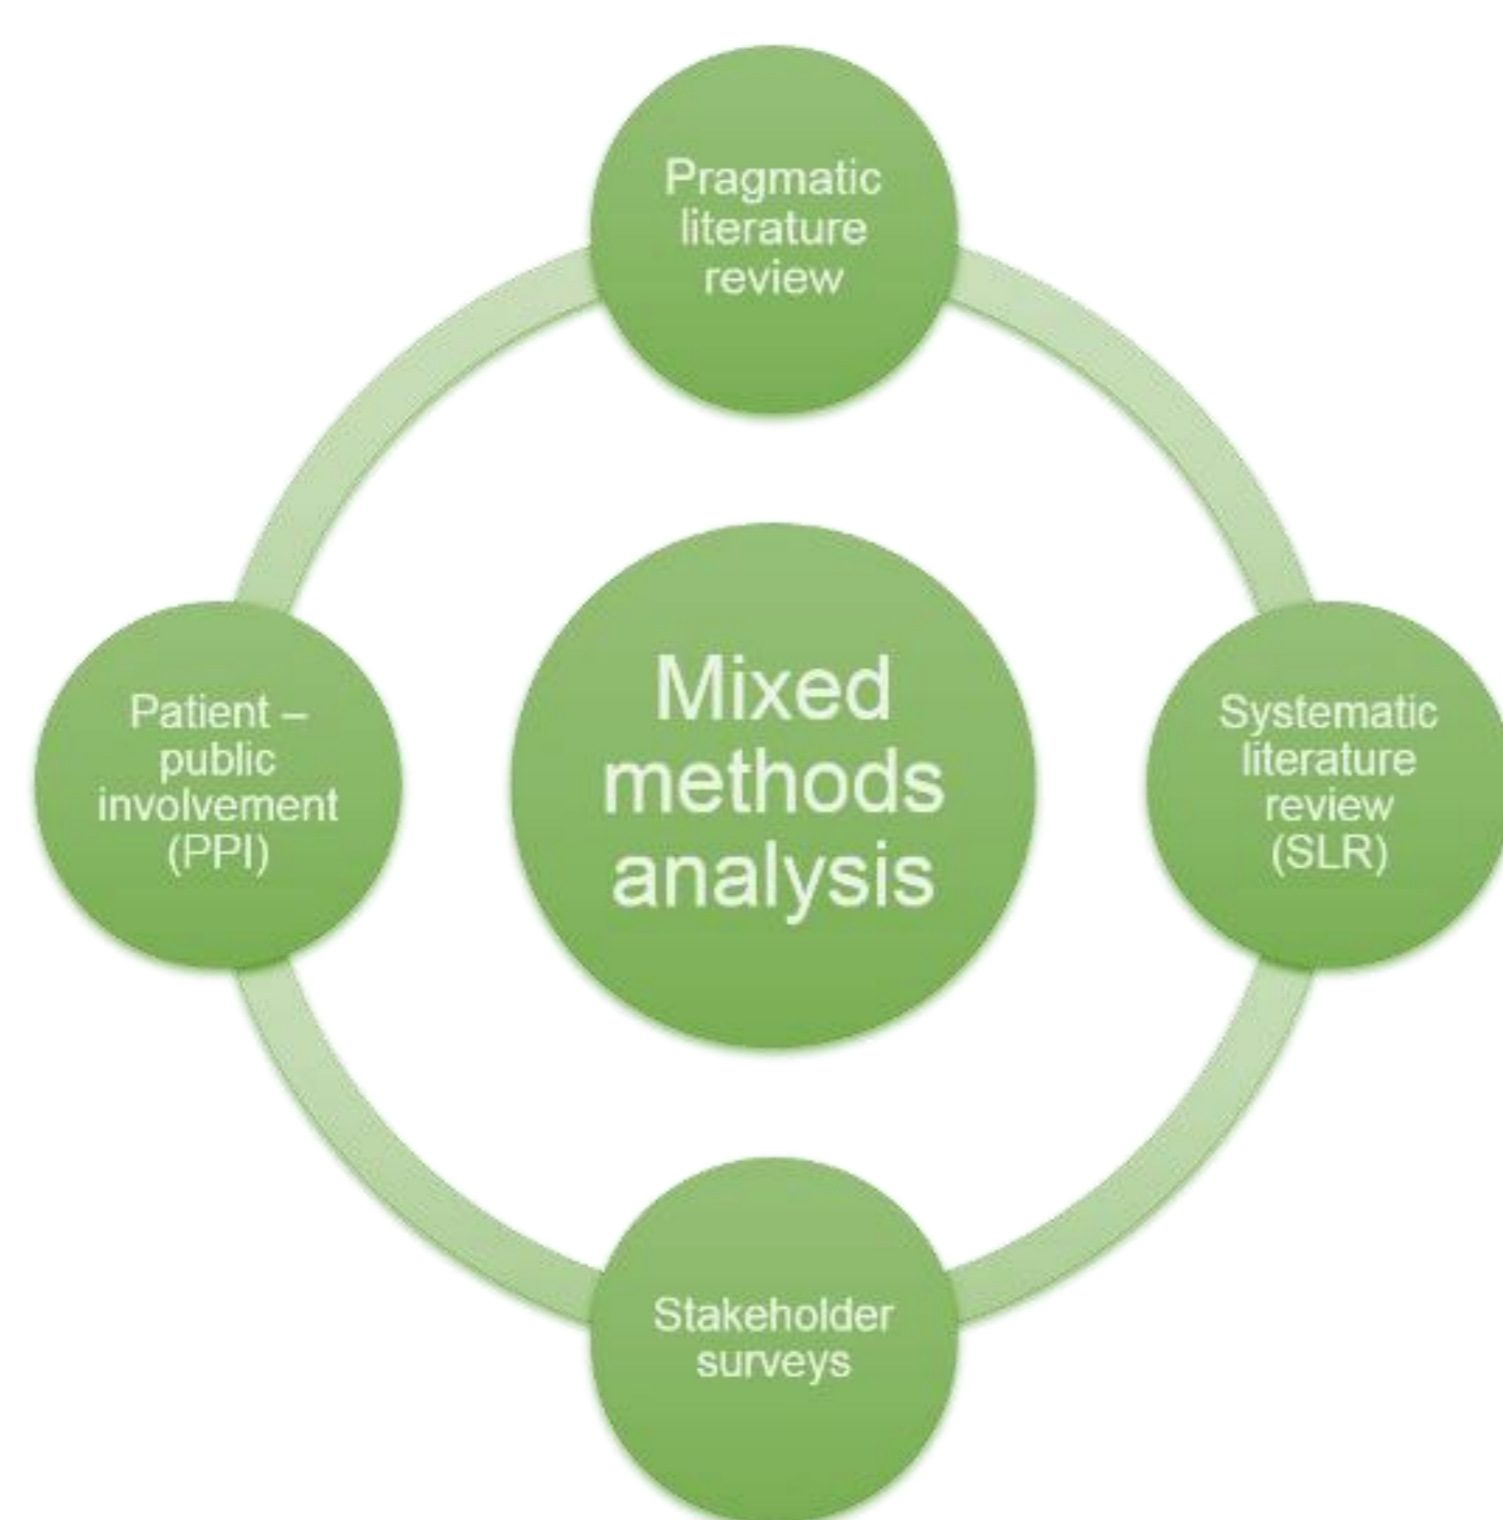 Pragmatic
literature
review
Mixed
methods
analysis
Patient –
public
involvement
(PPI)
Systematic
literature
review
(SLR)
Stakeholder
surveys